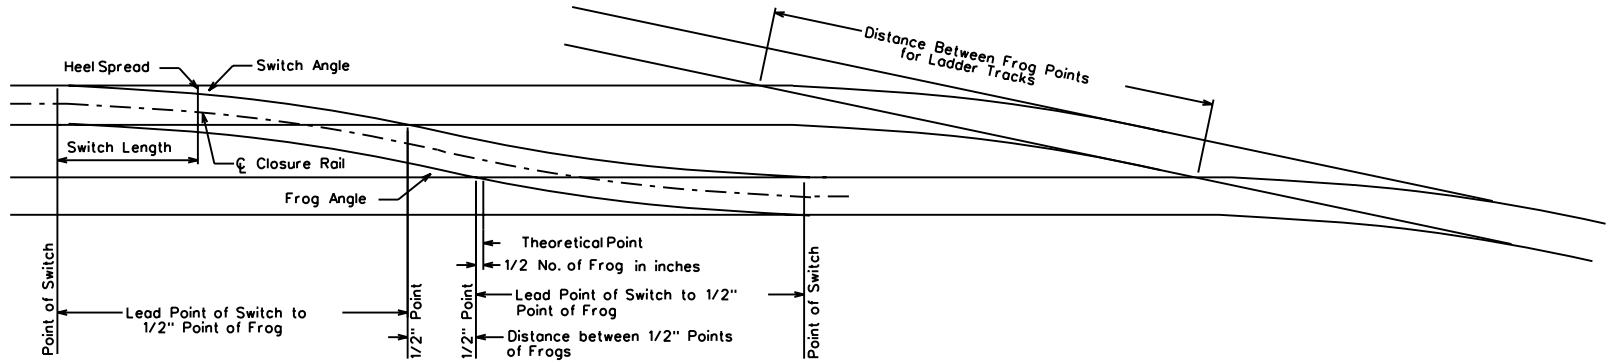 Distance Between Frog Points
for Ladder Tracks
Heel Spread
Switch Angle
Switch Length
℄ Closure Rail
Frog Angle
Theoretical Point
1/2 No. of Frog in inches
Lead Point of Switch to 1/2"
Point of Frog
Lead Point of Switch to
1/2" Point of Frog
Distance between 1/2" Points
of Frogs
Point of Switch
1/2" Point
1/2" Point
Point of Switch